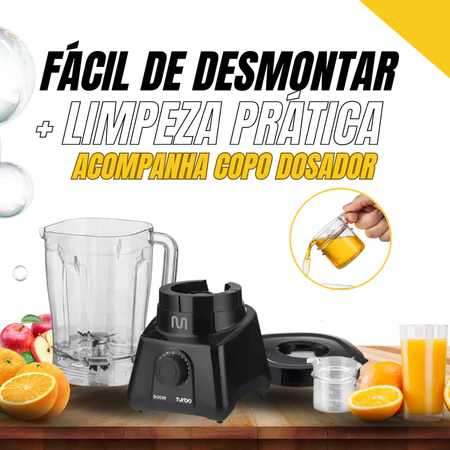 FÁCIL DE DESMONTAR
+ LIMPEZA PRÁTICA
ACOMPANHA COPO DOSADOR
900W Turbo